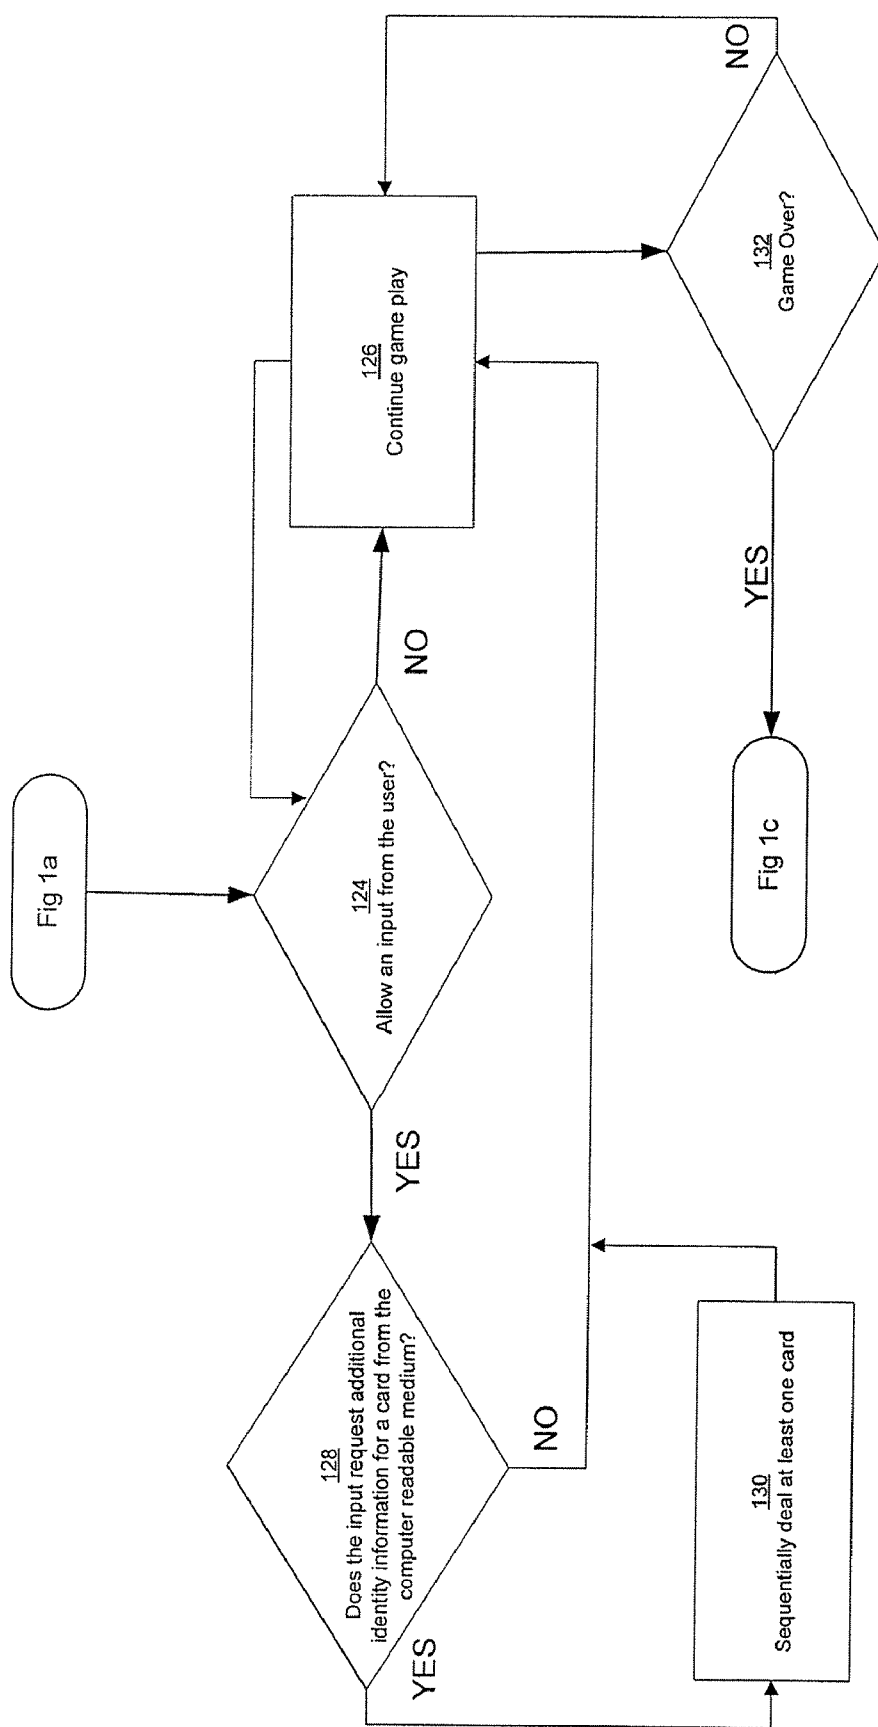 Fig 1a
124
Allow an input from the user?
YES
NO
128
Does the input request additional
identity information for a card from the
computer readable medium?
YES
NO
126
Continue game play
130
Sequentially deal at least one card
132
Game Over?
YES
NO
Fig 1c